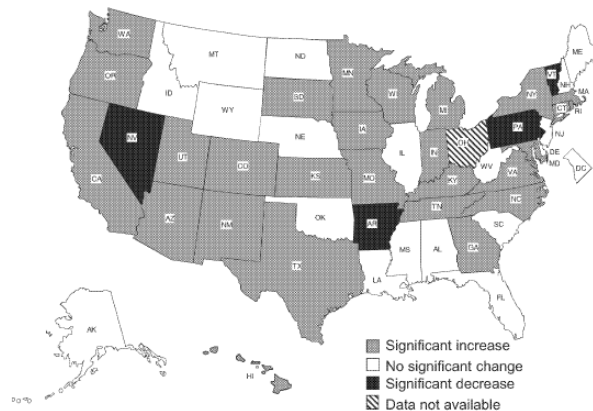 WA
MT
ND
MN
ME
OR
ID
SD
WI
MI
NY
VT
NH
MA
CT
RI
WY
IA
NE
PA
NJ
NV
UT
CO
KS
MO
IL
IN
OH
WV
DE
MD
RI
DC
VA
KY
CA
AZ
NM
OK
AR
TN
NC
SC
TX
LA
MS
AL
GA
FL
AK
HI
Significant increase
No significant change
Significant decrease
Data not available